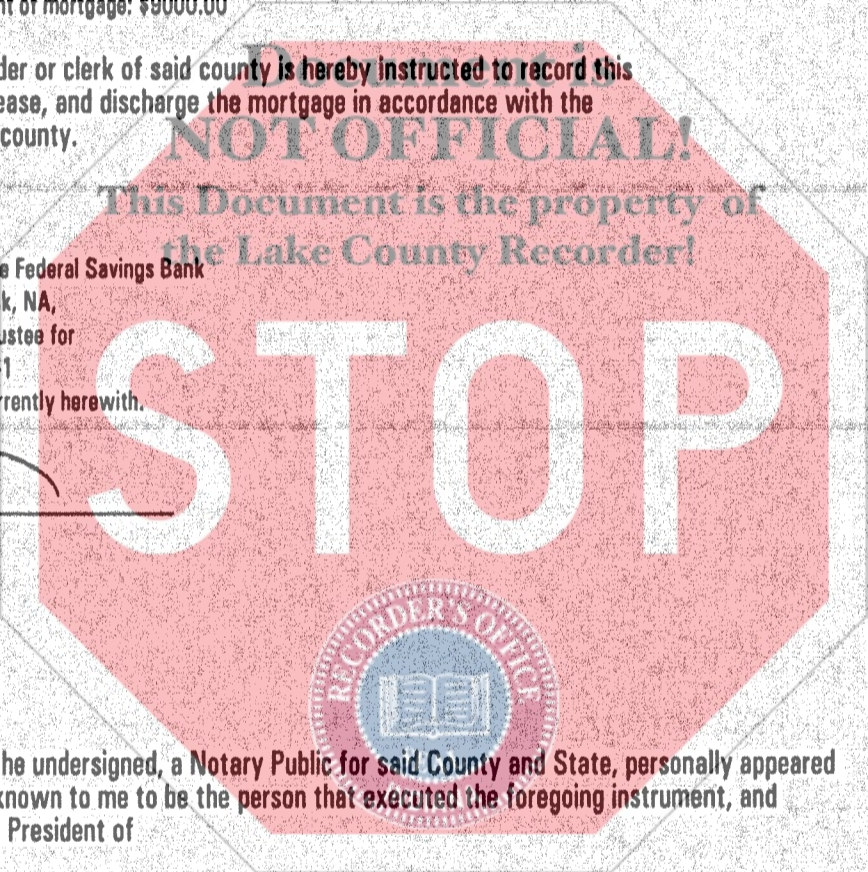 nt of mortgage: $9000.00
der or clerk of said county is hereby instructed to record this
ease, and discharge the mortgage in accordance with the
county.
Document is
NOT OFFICIAL!
This Document is the property of
the Lake County Recorder!
e Federal Savings Bank
k, NA,
ustee for
-1
rrently herewith.
STOP
RECORDER'S OFFICE
he undersigned, a Notary Public for said County and State, personally appeared
known to me to be the person that executed the foregoing instrument, and
President of